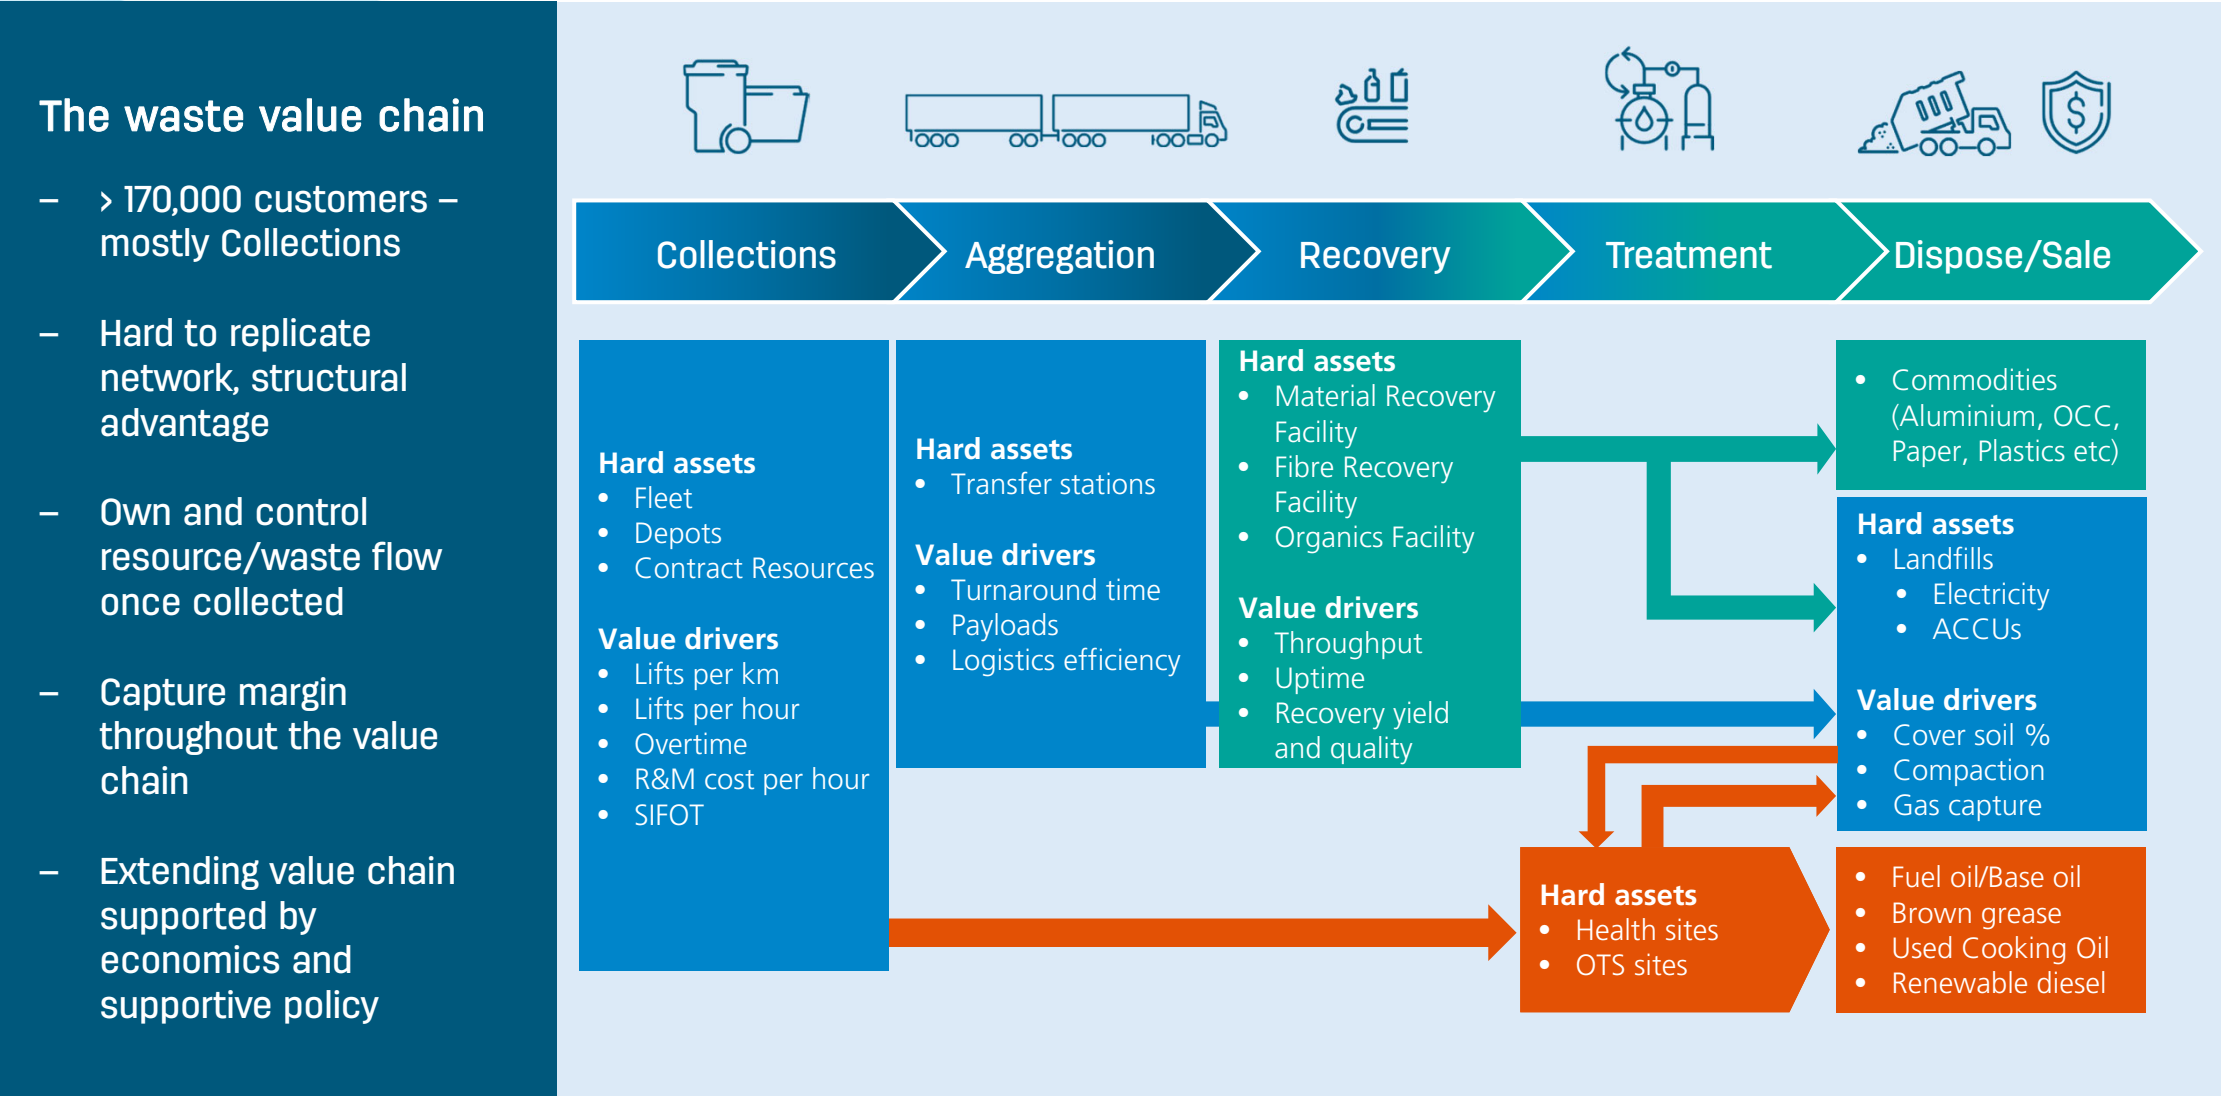 The waste value chain
– > 170,000 customers –
mostly Collections
– Hard to replicate
network, structural
advantage
– Own and control
resource/waste flow
once collected
– Capture margin
throughout the value
chain
– Extending value chain
supported by
economics and
supportive policy
$
Collections
Aggregation
Recovery
Treatment
Dispose/Sale
Hard assets
• Fleet
• Depots
• Contract Resources
Value drivers
• Lifts per km
• Lifts per hour
• Overtime
• R&M cost per hour
• SIFOT
Hard assets
• Transfer stations
Value drivers
• Turnaround time
• Payloads
• Logistics efficiency
Hard assets
• Material Recovery
Facility
• Fibre Recovery
Facility
• Organics Facility
Value drivers
• Throughput
• Uptime
• Recovery yield
and quality
Hard assets
• Health sites
• OTS sites
• Commodities
(Aluminium, OCC,
Paper, Plastics etc)
Hard assets
• Landfills
• Electricity
• ACCUs
Value drivers
• Cover soil %
• Compaction
• Gas capture
• Fuel oil/Base oil
• Brown grease
• Used Cooking Oil
• Renewable diesel